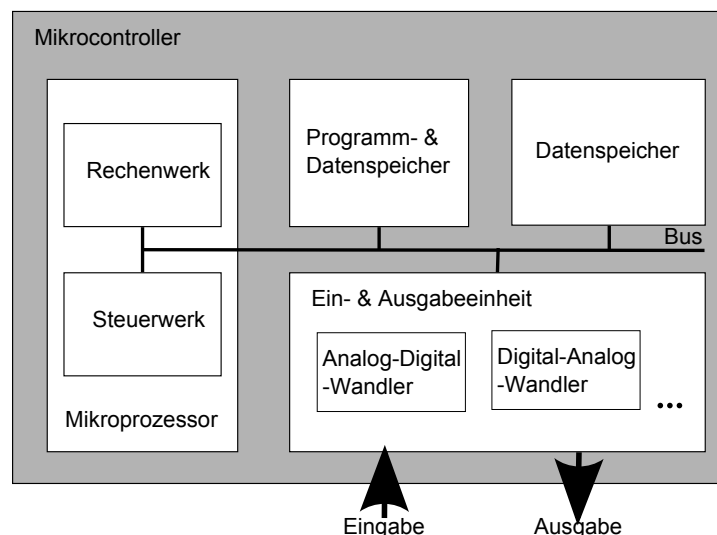 Mikrocontroller
Rechenwerk
Steuerwerk
Mikroprozessor
Programm- &
Datenspeicher
Datenspeicher
Bus
Ein- & Ausgabeeinheit
Analog-Digital
-Wandler
Digital-Analog
-Wandler
...
Eingabe
Ausgabe